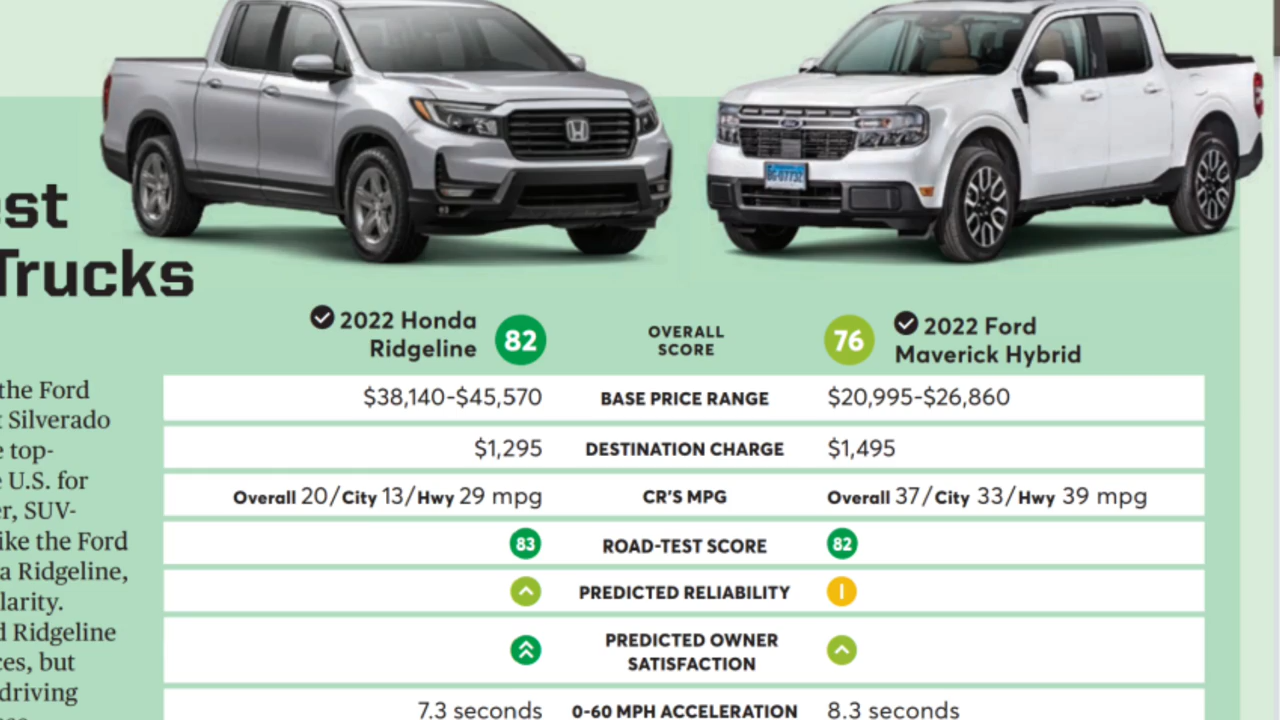 est
Trucks
the Ford
Silverado
top-
U.S. for
SUV-
like the Ford
a Ridgeline,
Ridgeline
but
driving
2022 Honda
Ridgeline
82
OVERALL
SCORE
76
2022 Ford
Maverick Hybrid
$38,140-$45,570 BASE PRICE RANGE $20,995-$26,860
$1,295 DESTINATION CHARGE $1,495
Overall 20/City 13/Hwy 29 mpg CR'S MPG Overall 37/City 33/Hwy 39 mpg
83 ROAD-TEST SCORE 82
PREDICTED RELIABILITY
PREDICTED OWNER
SATISFACTION
7.3 seconds 0-60 MPH ACCELERATION 8.3 seconds